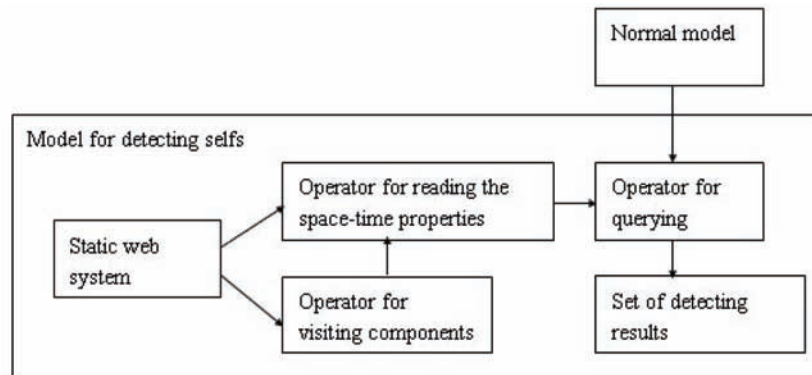 Normal model
Model for detecting selfs
Operator for reading the
space-time properties
Operator for
querying
Static web
system
Operator for
visiting components
Set of detecting
results